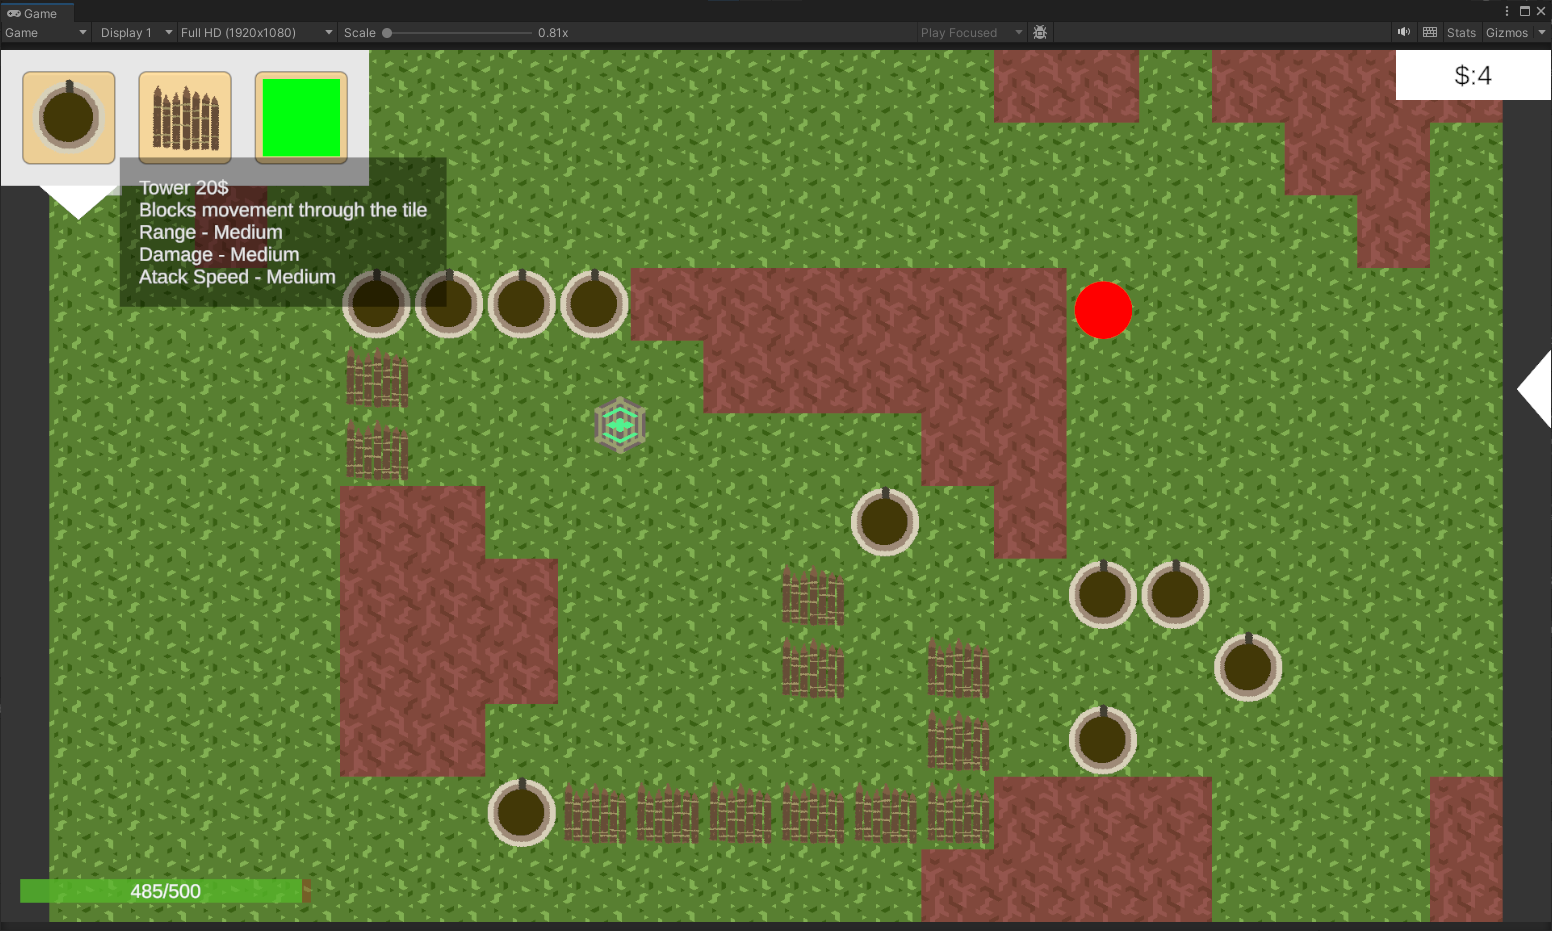 Game
Game Display 1 Full HD (1920x1080) Scale 0.81x Play Focused Stats Gizmos
$:4
Tower 20$
Blocks movement through the tile
Range - Medium
Damage - Medium
Atack Speed - Medium
485/500